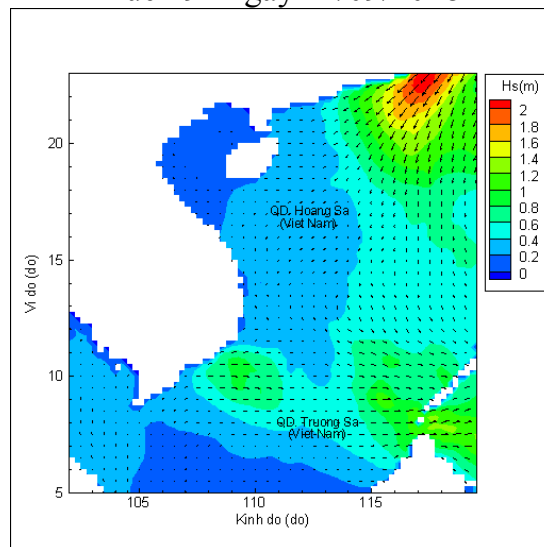 Hs(m)
2
1.8
1.6
1.4
1.2
1
0.8
0.6
0.4
0.2
0
20
15
10
5
Vi do (do)
QD. Hoang Sa
(Viet Nam)
QD. Truong Sa
(Viet Nam)
105
110
115
Kinh do (do)